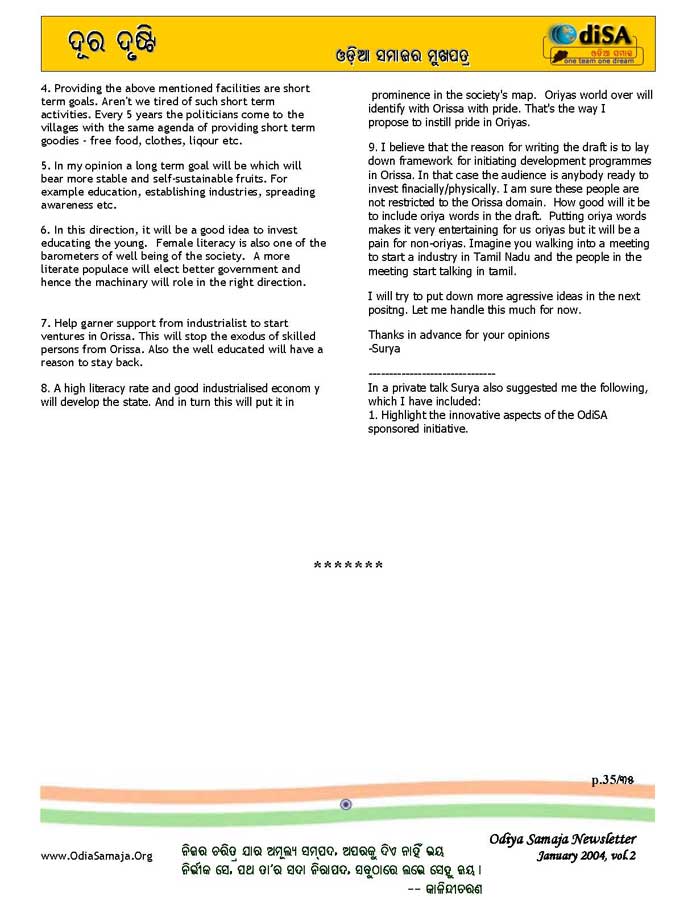 ଦୂର ଦୃଷ୍ଟି
ଓଡ଼ିଆ ସମାଜର ମୁଖପତ୍ର
OdiSA
ଓଡ଼ିଆ ସମାଜ
one team one dream
4. Providing the above mentioned facilities are short
term goals. Aren't we tired of such short term
activities. Every 5 years the politicians come to the
villages with the same agenda of providing short term
goodies - free food, clothes, liqour etc.
5. In my opinion a long term goal will be which will
bear more stable and self-sustainable fruits. For
example education, establishing industries, spreading
awareness etc.
6. In this direction, it will be a good idea to invest
educating the young. Female literacy is also one of the
barometers of well being of the society. A more
literate populace will elect better government and
hence the machinary will role in the right direction.
7. Help garner support from industrialist to start
ventures in Orissa. This will stop the exodus of skilled
persons from Orissa. Also the well educated will have a
reason to stay back.
8. A high literacy rate and good industrialised econom y
will develop the state. And in turn this will put it in
prominence in the society's map. Oriyas world over will
identify with Orissa with pride. That's the way I
propose to instill pride in Oriyas.
9. I believe that the reason for writing the draft is to lay
down framework for initiating development programmes
in Orissa. In that case the audience is anybody ready to
invest finacially/physically. I am sure these people are
not restricted to the Orissa domain. How good will it be
to include oriya words in the draft. Putting oriya words
makes it very entertaining for us oriyas but it will be a
pain for non-oriyas. Imagine you walking into a meeting
to start a industry in Tamil Nadu and the people in the
meeting start talking in tamil.
I will try to put down more agressive ideas in the next
positng. Let me handle this much for now.
Thanks in advance for your opinions
-Surya
-------------------------------
In a private talk Surya also suggested me the following,
which I have included:
1. Highlight the innovative aspects of the OdiSA
sponsored initiative.
*******
p.35/୩୫
www.OdiaSamaja.Org
ନିଜର ଚରିତ୍ର ଯାର ଅମୂଲ୍ୟ ସମ୍ପଦ, ଅପରକୁ ଦିଏ ନାହିଁ ଭୟ
ନିର୍ଭୀକ ସେ, ପଥ ତା'ର ସଦା ନିରାପଦ, ସବୁଠାରେ ଲଭେ ସେହୁ ଜୟ ।
-- କାଳିନ୍ଦୀଚରଣ
Odiya Samaja Newsletter
January 2004, vol.2